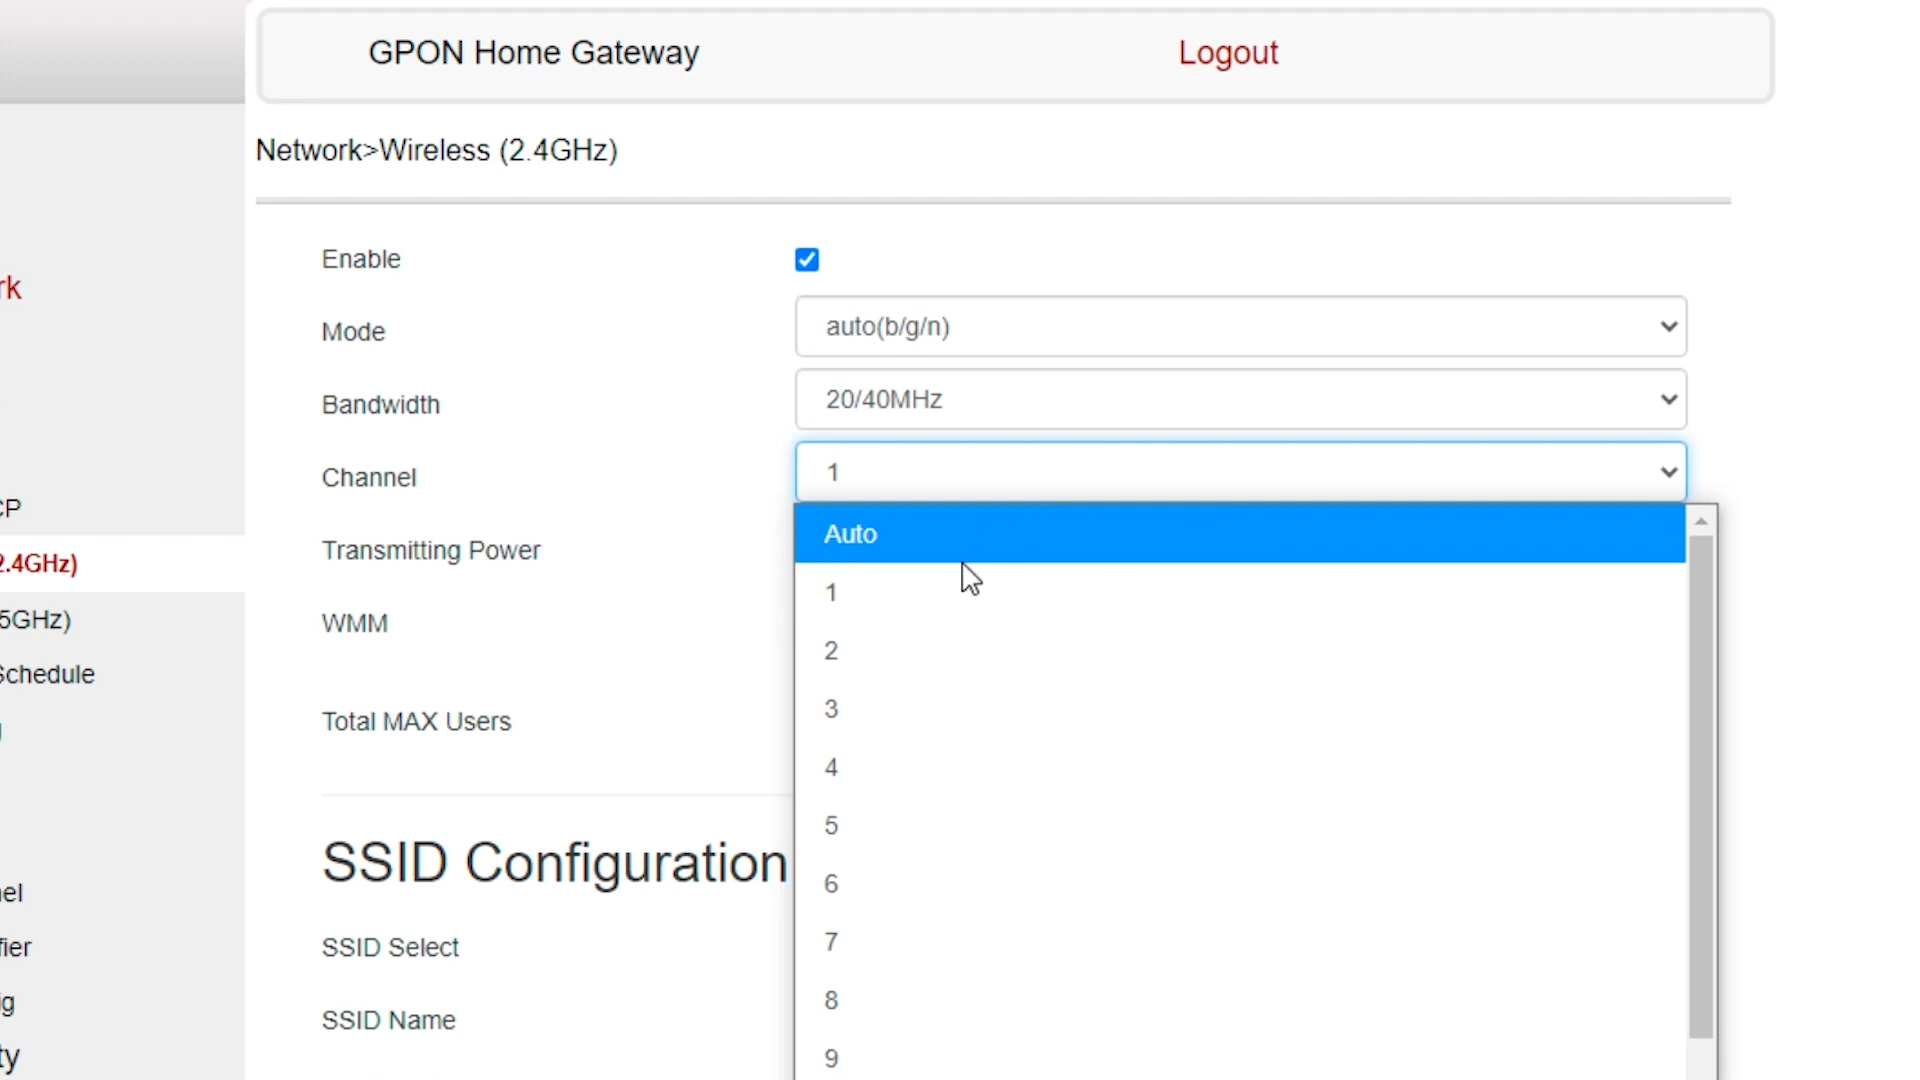 GPON Home Gateway
Logout
Network>Wireless (2.4GHz)
Enable
Mode
auto(b/g/n)
Bandwidth
20/40MHz
Channel
1
Transmitting Power
WMM
Total MAX Users
Auto
1
2
3
4
5
6
7
8
9
SSID Configuration
SSID Select
SSID Name
rk
CP
2.4GHz)
5GHz)
Schedule
nel
fier
ig
ty